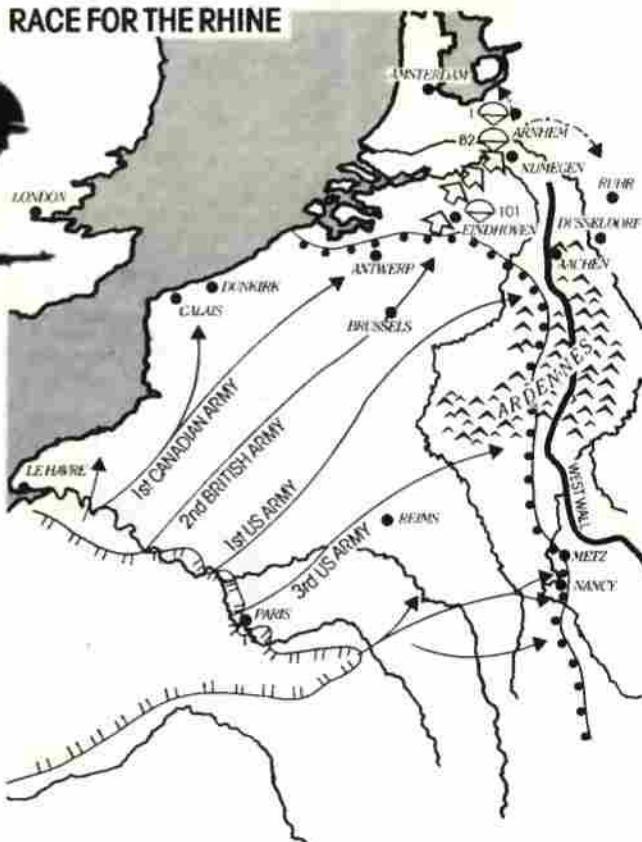 RACE FOR THE RHINE
AMSTERDAM
1
ARNHEM
82
NIJMEGEN
RUHR
LONDON
101
EINDHOVEN
DUSSELDORF
ANTWERP
AACHEN
DUNKIRK
CALAIS
BRUSSELS
ARDENNES
1st CANADIAN ARMY
2nd BRITISH ARMY
1st US ARMY
3rd US ARMY
LE HAVRE
REIMS
WEST WALL
METZ
NANCY
PARIS